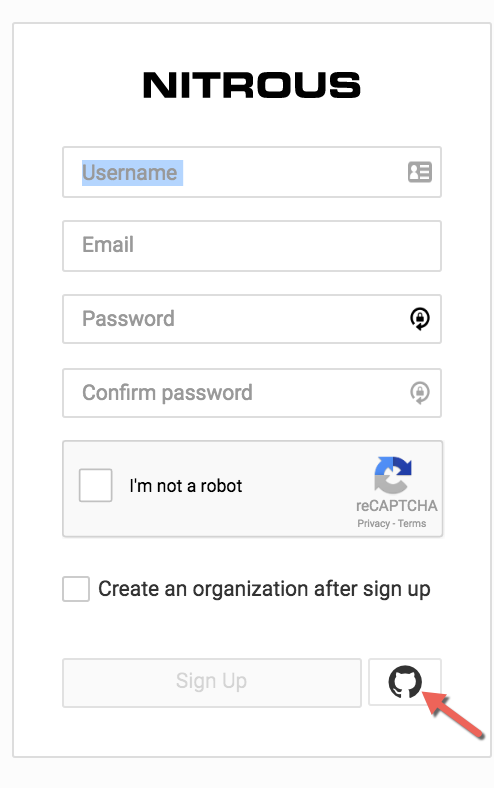 NITROUS
Username
Email
Password
Confirm password
I'm not a robot
reCAPTCHA
Privacy - Terms
Create an organization after sign up
Sign Up